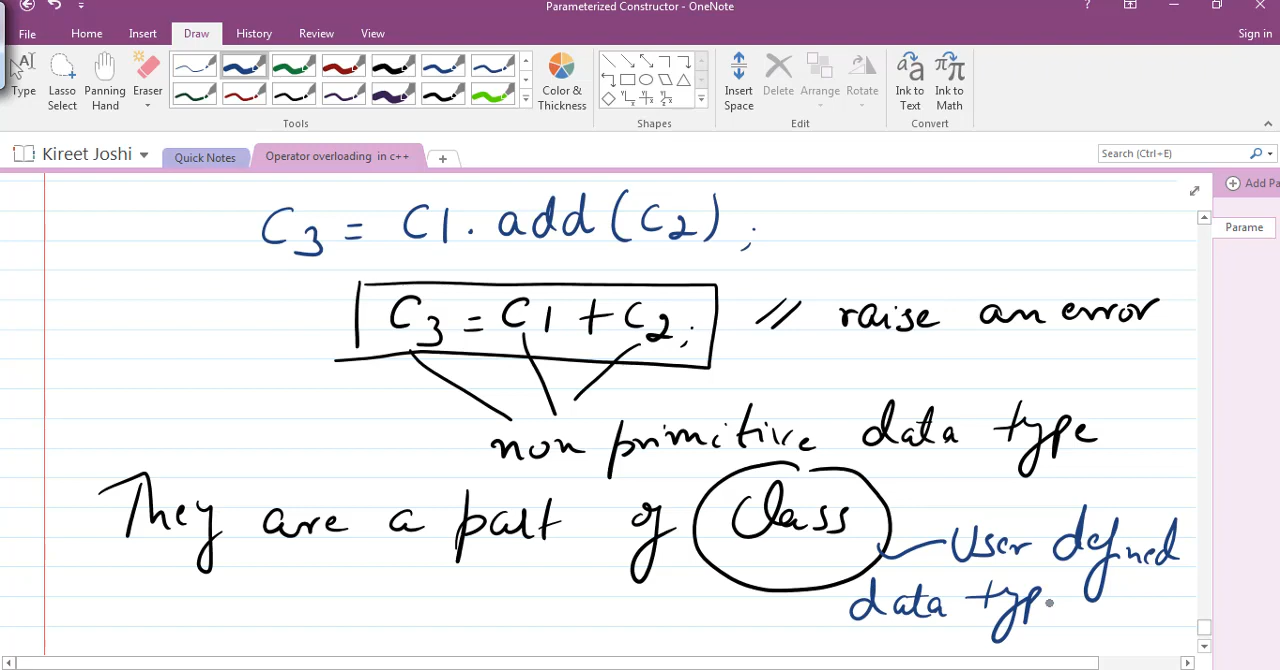 Parameterized Constructor - OneNote
?
File Home Insert Draw History Review View Sign in
Type Lasso Select Panning Hand Eraser Color & Thickness Insert Space Delete Arrange Rotate Ink to Text Ink to Math
Tools Shapes Edit Convert
Kireet Joshi Quick Notes Operator overloading in c++ + Search (Ctrl+E)
Add Pa
Parame
C3 = C1. add (C2) ;
C3 = C1 + C2; // raise an error
non primitive data type
They are a part of Class
User defined
data typ